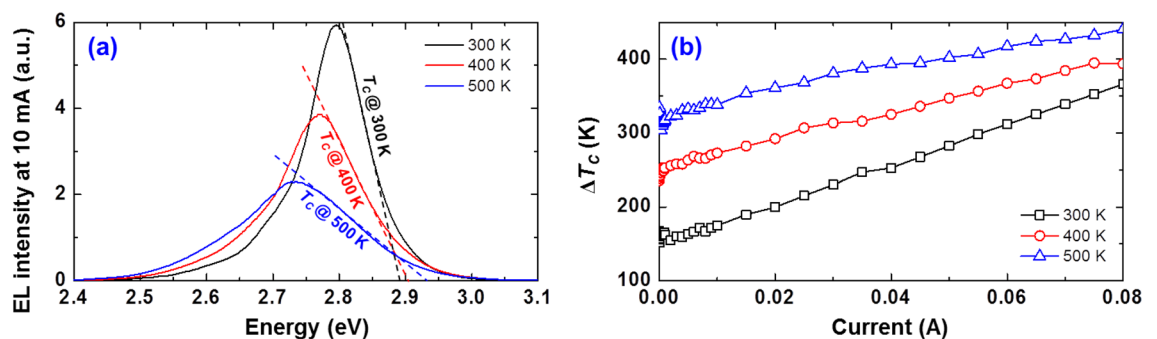 (a)
EL intensity at 10 mA (a.u.)
6
4
2
0
300 K
400 K
500 K
T_C @ 300 K
T_C @ 400 K
T_C @ 500 K
2.4 2.5 2.6 2.7 2.8 2.9 3.0 3.1
Energy (eV)
(b)
ΔT_C (K)
400
300
200
100
300 K
400 K
500 K
0.00 0.02 0.04 0.06 0.08
Current (A)